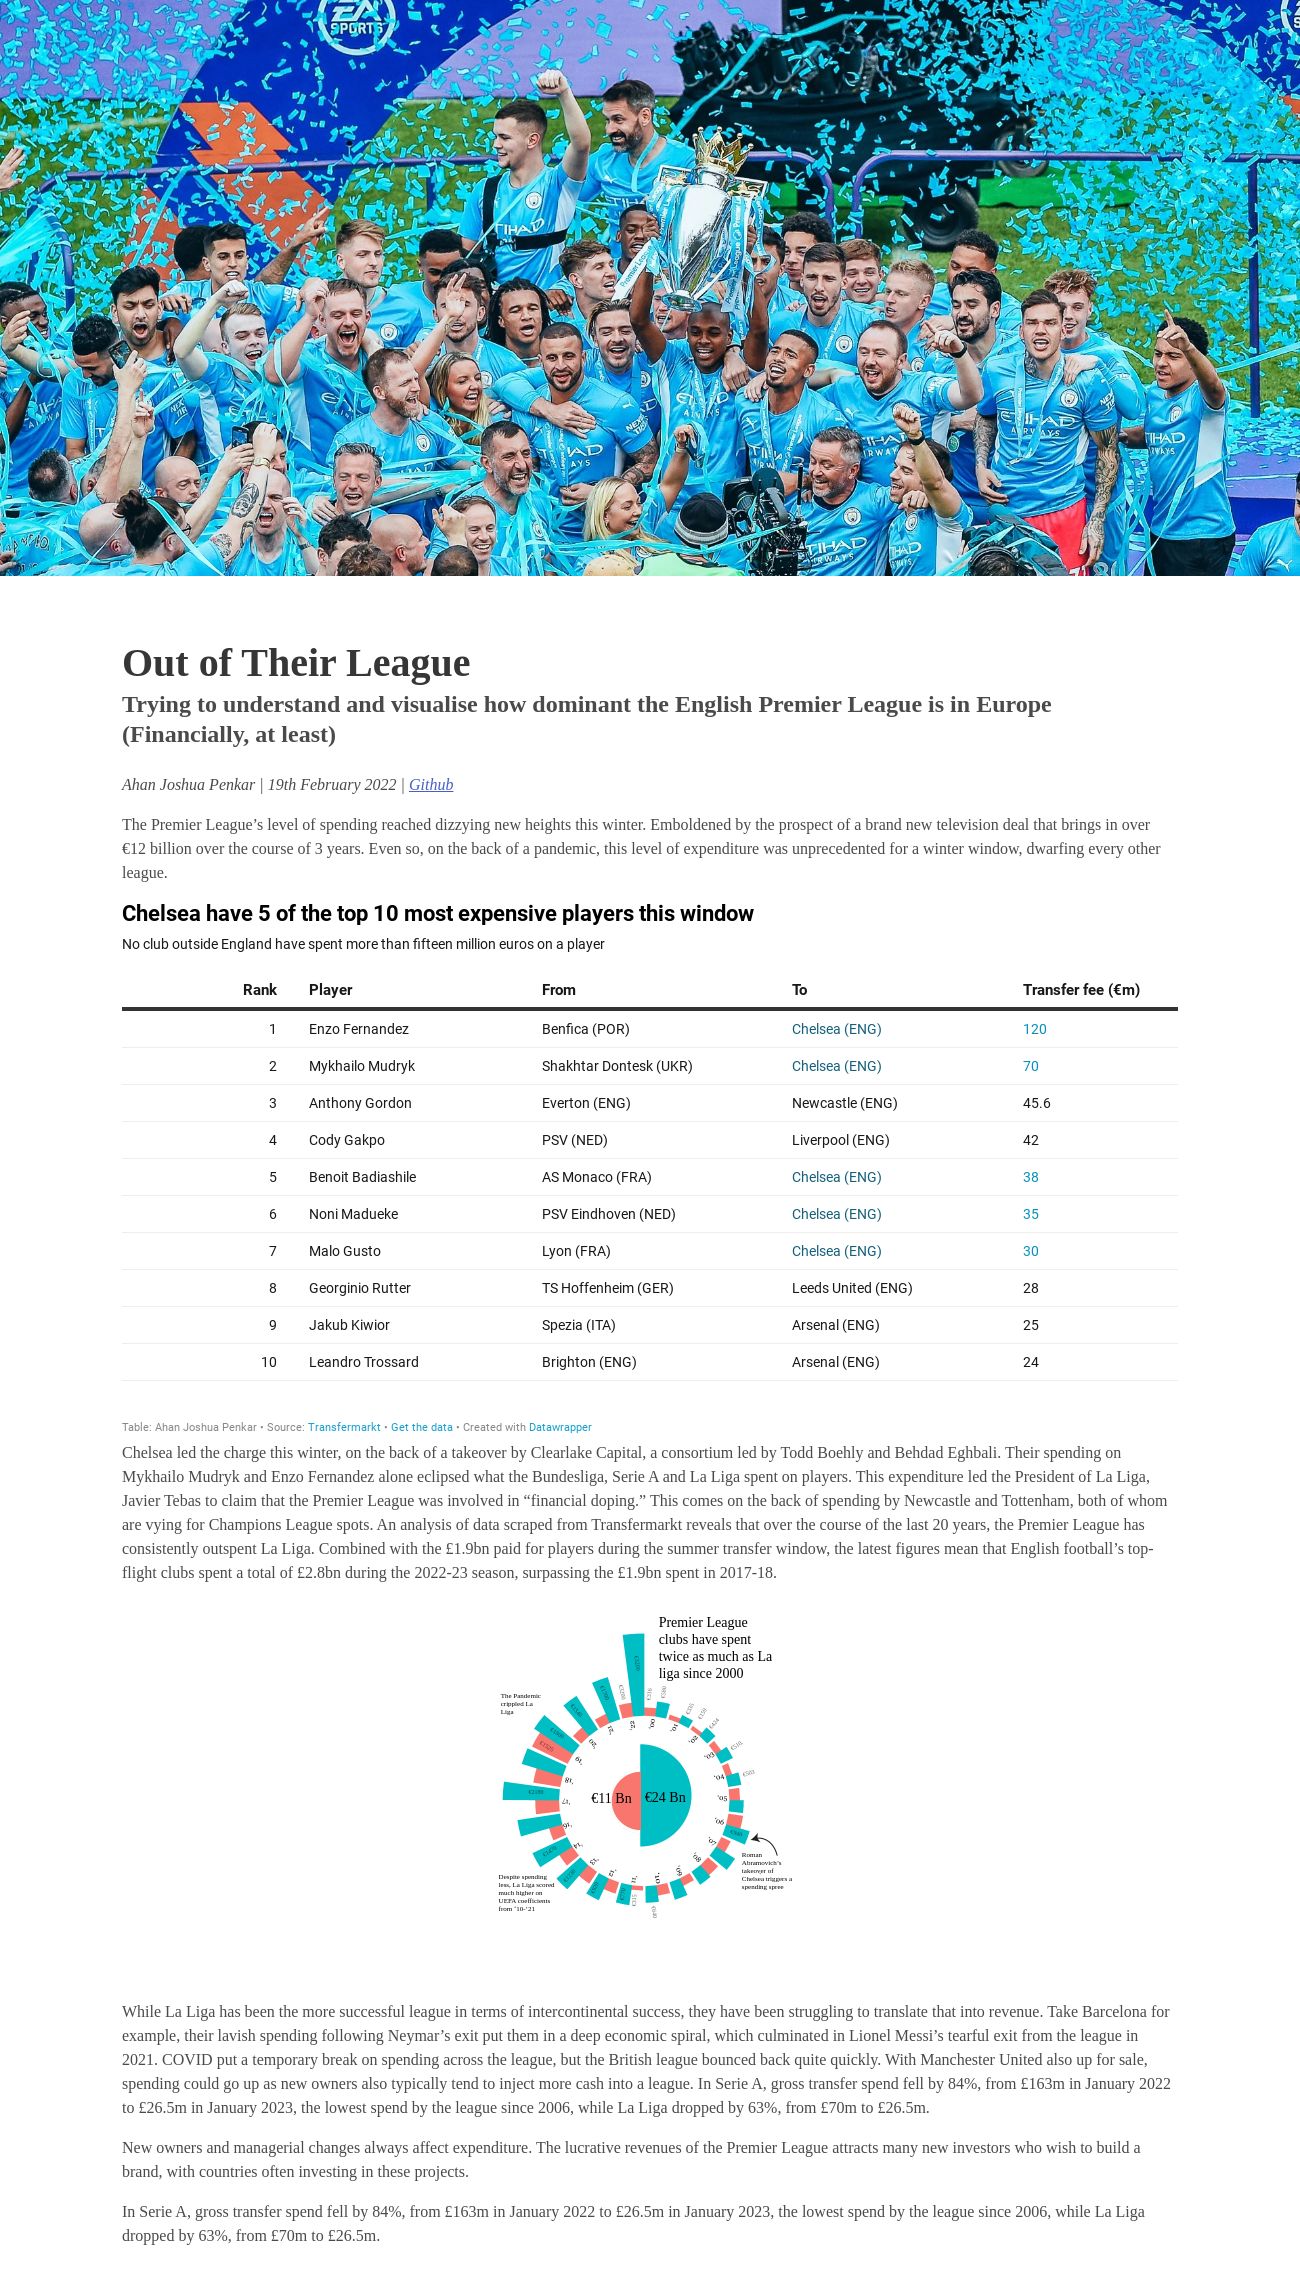 EA
SPORTS
ETIHAD
AIRWAYS
Out of Their League
Trying to understand and visualise how dominant the English Premier League is in Europe
(Financially, at least)
Ahan Joshua Penkar | 19th February 2022 | Github
The Premier League’s level of spending reached dizzying new heights this winter. Emboldened by the prospect of a brand new television deal that brings in over
€12 billion over the course of 3 years. Even so, on the back of a pandemic, this level of expenditure was unprecedented for a winter window, dwarfing every other
league.
Chelsea have 5 of the top 10 most expensive players this window
No club outside England have spent more than fifteen million euros on a player
Rank Player From To Transfer fee (€m)
1 Enzo Fernandez Benfica (POR) Chelsea (ENG) 120
2 Mykhailo Mudryk Shakhtar Dontesk (UKR) Chelsea (ENG) 70
3 Anthony Gordon Everton (ENG) Newcastle (ENG) 45.6
4 Cody Gakpo PSV (NED) Liverpool (ENG) 42
5 Benoit Badiashile AS Monaco (FRA) Chelsea (ENG) 38
6 Noni Madueke PSV Eindhoven (NED) Chelsea (ENG) 35
7 Malo Gusto Lyon (FRA) Chelsea (ENG) 30
8 Georginio Rutter TS Hoffenheim (GER) Leeds United (ENG) 28
9 Jakub Kiwior Spezia (ITA) Arsenal (ENG) 25
10 Leandro Trossard Brighton (ENG) Arsenal (ENG) 24
Table: Ahan Joshua Penkar • Source: Transfermarkt • Get the data • Created with Datawrapper
Chelsea led the charge this winter, on the back of a takeover by Clearlake Capital, a consortium led by Todd Boehly and Behdad Eghbali. Their spending on
Mykhailo Mudryk and Enzo Fernandez alone eclipsed what the Bundesliga, Serie A and La Liga spent on players. This expenditure led the President of La Liga,
Javier Tebas to claim that the Premier League was involved in “financial doping.” This comes on the back of spending by Newcastle and Tottenham, both of whom
are vying for Champions League spots. An analysis of data scraped from Transfermarkt reveals that over the course of the last 20 years, the Premier League has
consistently outspent La Liga. Combined with the £1.9bn paid for players during the summer transfer window, the latest figures mean that English football’s top-
flight clubs spent a total of £2.8bn during the 2022-23 season, surpassing the £1.9bn spent in 2017-18.
Premier League
clubs have spent
twice as much as La
liga since 2000
The Pandemic
crippled La
Liga
€11 Bn €24 Bn
Roman
Abramovich’s
takeover of
Chelsea triggers a
spending spree
Despite spending
less, La Liga scored
much higher on
UEFA coefficients
from ‘10-‘21
While La Liga has been the more successful league in terms of intercontinental success, they have been struggling to translate that into revenue. Take Barcelona for
example, their lavish spending following Neymar’s exit put them in a deep economic spiral, which culminated in Lionel Messi’s tearful exit from the league in
2021. COVID put a temporary break on spending across the league, but the British league bounced back quite quickly. With Manchester United also up for sale,
spending could go up as new owners also typically tend to inject more cash into a league. In Serie A, gross transfer spend fell by 84%, from £163m in January 2022
to £26.5m in January 2023, the lowest spend by the league since 2006, while La Liga dropped by 63%, from £70m to £26.5m.
New owners and managerial changes always affect expenditure. The lucrative revenues of the Premier League attracts many new investors who wish to build a
brand, with countries often investing in these projects.
In Serie A, gross transfer spend fell by 84%, from £163m in January 2022 to £26.5m in January 2023, the lowest spend by the league since 2006, while La Liga
dropped by 63%, from £70m to £26.5m.